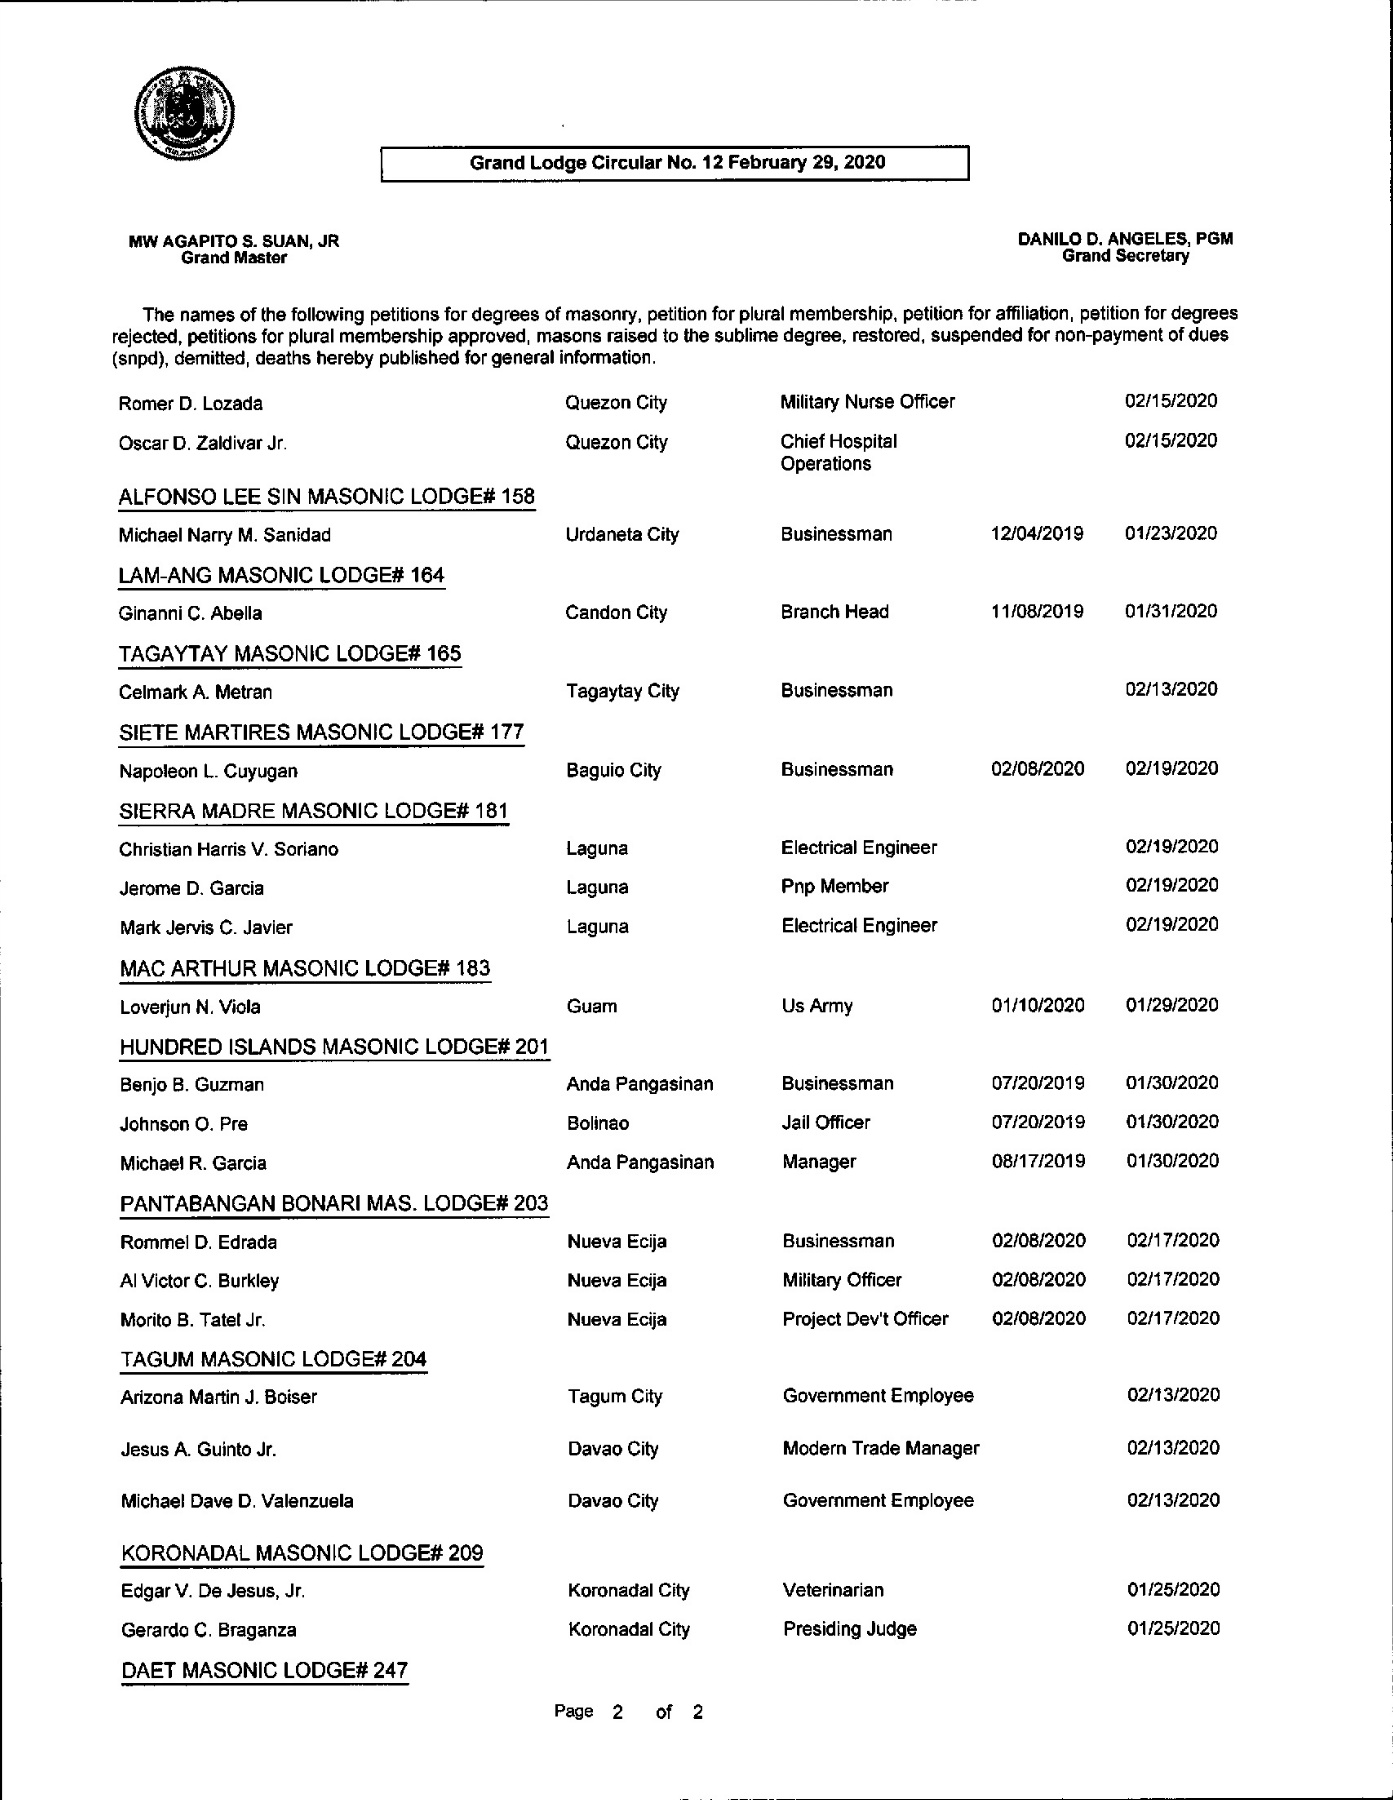 Grand Lodge Circular No. 12 February 29, 2020
MW AGAPITO S. SUAN, JR
Grand Master
DANILO D. ANGELES, PGM
Grand Secretary
The names of the following petitions for degrees of masonry, petition for plural membership, petition for affiliation, petition for degrees
rejected, petitions for plural membership approved, masons raised to the sublime degree, restored, suspended for non-payment of dues
(snpd), demitted, deaths hereby published for general information.
Romer D. Lozada Quezon City Military Nurse Officer 02/15/2020
Oscar D. Zaldivar Jr. Quezon City Chief Hospital 02/15/2020
Operations
ALFONSO LEE SIN MASONIC LODGE# 158
Michael Narry M. Sanidad Urdaneta City Businessman 12/04/2019 01/23/2020
LAM-ANG MASONIC LODGE# 164
Ginanni C. Abella Candon City Branch Head 11/08/2019 01/31/2020
TAGAYTAY MASONIC LODGE# 165
Celmark A. Metran Tagaytay City Businessman 02/13/2020
SIETE MARTIRES MASONIC LODGE# 177
Napoleon L. Cuyugan Baguio City Businessman 02/08/2020 02/19/2020
SIERRA MADRE MASONIC LODGE# 181
Christian Harris V. Soriano Laguna Electrical Engineer 02/19/2020
Jerome D. Garcia Laguna Pnp Member 02/19/2020
Mark Jervis C. Javier Laguna Electrical Engineer 02/19/2020
MAC ARTHUR MASONIC LODGE# 183
Loverjun N. Viola Guam Us Army 01/10/2020 01/29/2020
HUNDRED ISLANDS MASONIC LODGE# 201
Benjo B. Guzman Anda Pangasinan Businessman 07/20/2019 01/30/2020
Johnson O. Pre Bolinao Jail Officer 07/20/2019 01/30/2020
Michael R. Garcia Anda Pangasinan Manager 08/17/2019 01/30/2020
PANTABANGAN BONARI MAS. LODGE# 203
Rommel D. Edrada Nueva Ecija Businessman 02/08/2020 02/17/2020
Al Victor C. Burkley Nueva Ecija Military Officer 02/08/2020 02/17/2020
Morito B. Tatel Jr. Nueva Ecija Project Dev't Officer 02/08/2020 02/17/2020
TAGUM MASONIC LODGE# 204
Arizona Martin J. Boiser Tagum City Government Employee 02/13/2020
Jesus A. Guinto Jr. Davao City Modern Trade Manager 02/13/2020
Michael Dave D. Valenzuela Davao City Government Employee 02/13/2020
KORONADAL MASONIC LODGE# 209
Edgar V. De Jesus, Jr. Koronadal City Veterinarian 01/25/2020
Gerardo C. Braganza Koronadal City Presiding Judge 01/25/2020
DAET MASONIC LODGE# 247
Page 2 of 2